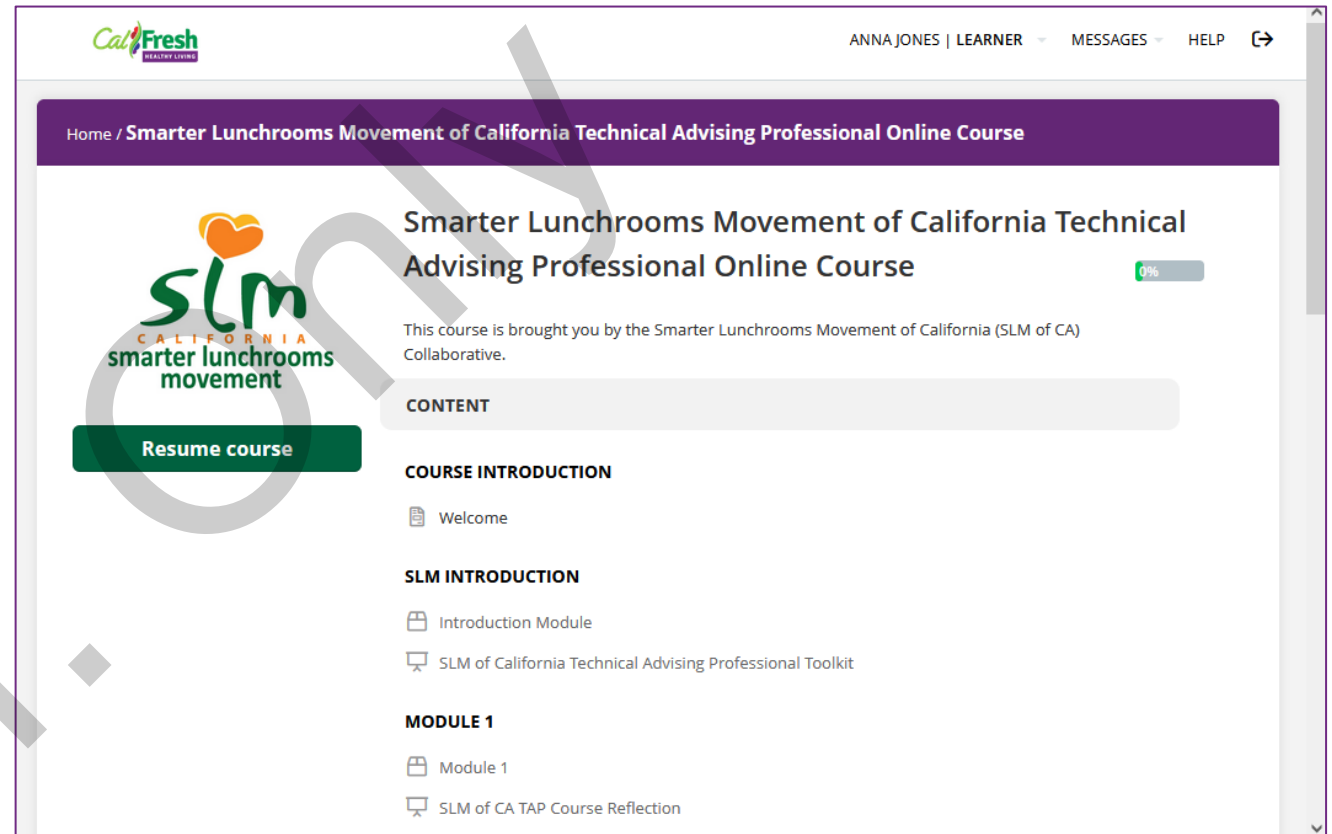 CalFresh
HEALTHY LIVING
ANNA JONES | LEARNER MESSAGES HELP
Home / Smarter Lunchrooms Movement of California Technical Advising Professional Online Course
slm
CALIFORNIA
smarter lunchrooms
movement
Resume course
Smarter Lunchrooms Movement of California Technical
Advising Professional Online Course
0%
This course is brought you by the Smarter Lunchrooms Movement of California (SLM of CA)
Collaborative.
CONTENT
COURSE INTRODUCTION
Welcome
SLM INTRODUCTION
Introduction Module
SLM of California Technical Advising Professional Toolkit
MODULE 1
Module 1
SLM of CA TAP Course Reflection
Only